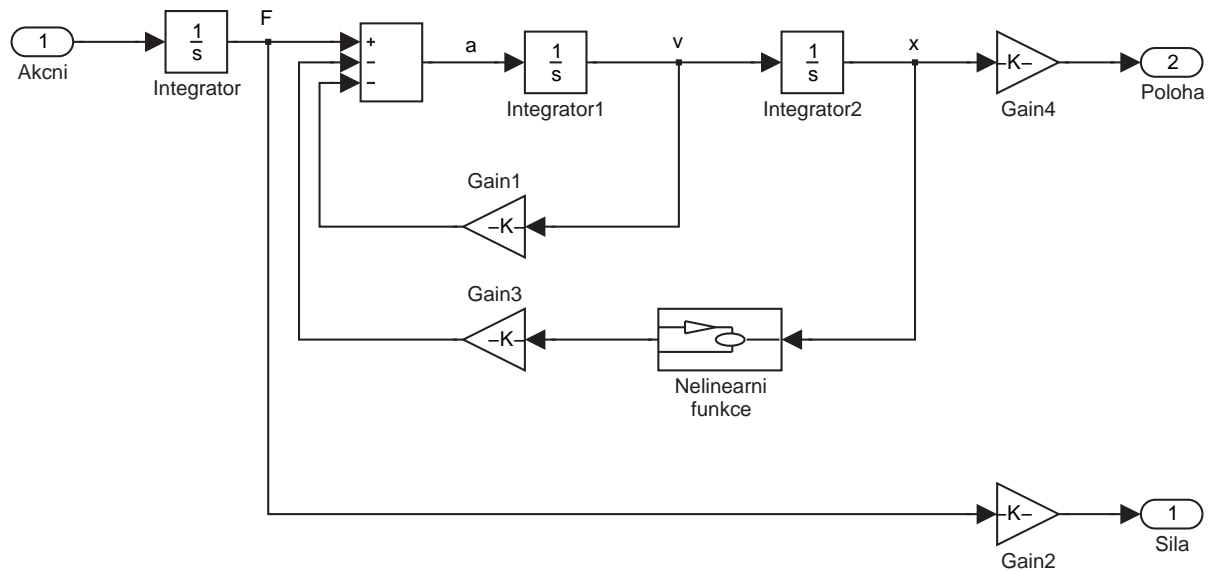 F
1
1
s
+
−
−
a
1
s
v
1
s
x
−K−
2
Akcni
Integrator
Integrator1
Integrator2
Gain4
Poloha
Gain1
−K−
Gain3
−K−
Nelinearni
funkce
−K−
1
Gain2
Sila